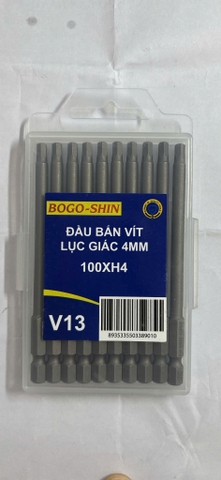 BOGO-SHIN
ĐẦU BẮN VÍT
LỤC GIÁC 4MM
100XH4
V13
8935335503389010